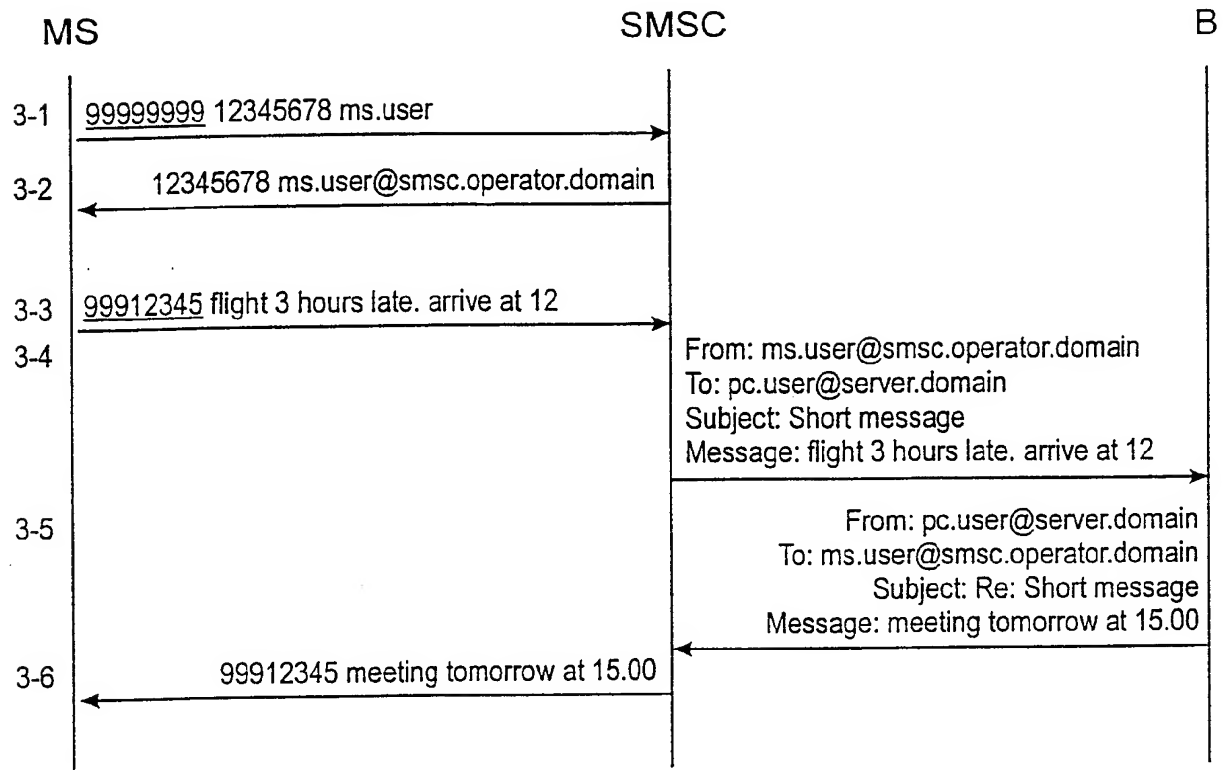 MS SMSC B
3-1 99999999 12345678 ms.user
3-2 12345678 ms.user@smsc.operator.domain
3-3 99912345 flight 3 hours late. arrive at 12
3-4 From: ms.user@smsc.operator.domain
To: pc.user@server.domain
Subject: Short message
Message: flight 3 hours late. arrive at 12
3-5 From: pc.user@server.domain
To: ms.user@smsc.operator.domain
Subject: Re: Short message
Message: meeting tomorrow at 15.00
3-6 99912345 meeting tomorrow at 15.00